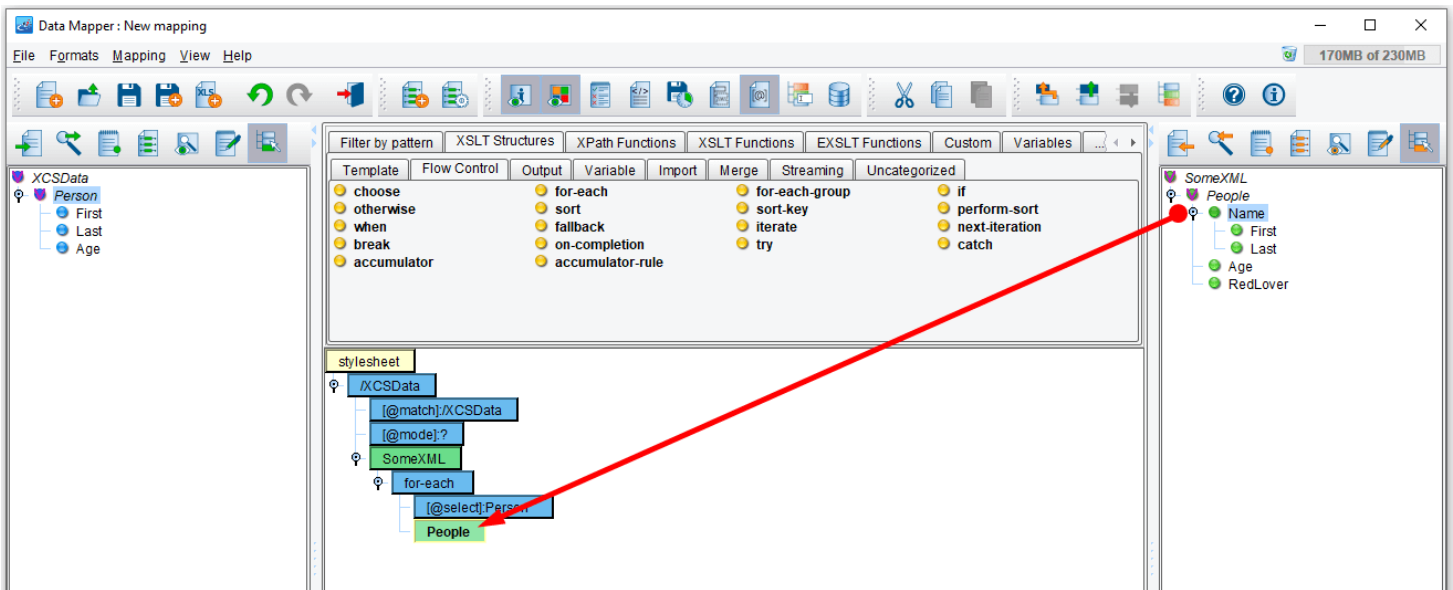 Data Mapper : New mapping
File Formats Mapping View Help
170MB of 230MB
XLS
XCSData
Person
First
Last
Age
Filter by pattern XSLT Structures XPath Functions XSLT Functions EXSLT Functions Custom Variables ...
Template Flow Control Output Variable Import Merge Streaming Uncategorized
choose for-each for-each-group if
otherwise sort sort-key perform-sort
when fallback iterate next-iteration
break on-completion try catch
accumulator accumulator-rule
stylesheet
/XCSData
[@match]:/XCSData
[@mode]:?
SomeXML
for-each
[@select]:Person
People
SomeXML
People
Name
First
Last
Age
RedLover